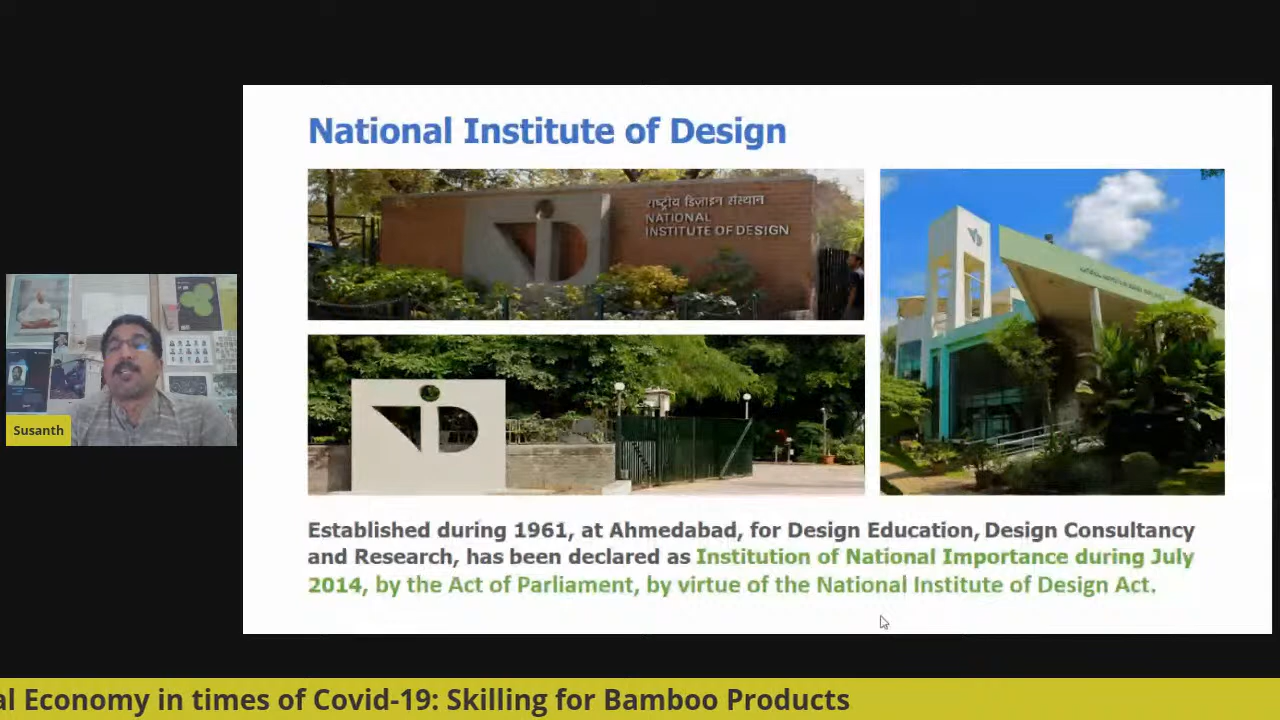 National Institute of Design
राष्ट्रीय डिज़ाइन संस्थान
NATIONAL
INSTITUTE OF DESIGN
Susanth
Established during 1961, at Ahmedabad, for Design Education, Design Consultancy
and Research, has been declared as Institution of National Importance during July
2014, by the Act of Parliament, by virtue of the National Institute of Design Act.
al Economy in times of Covid-19: Skilling for Bamboo Products